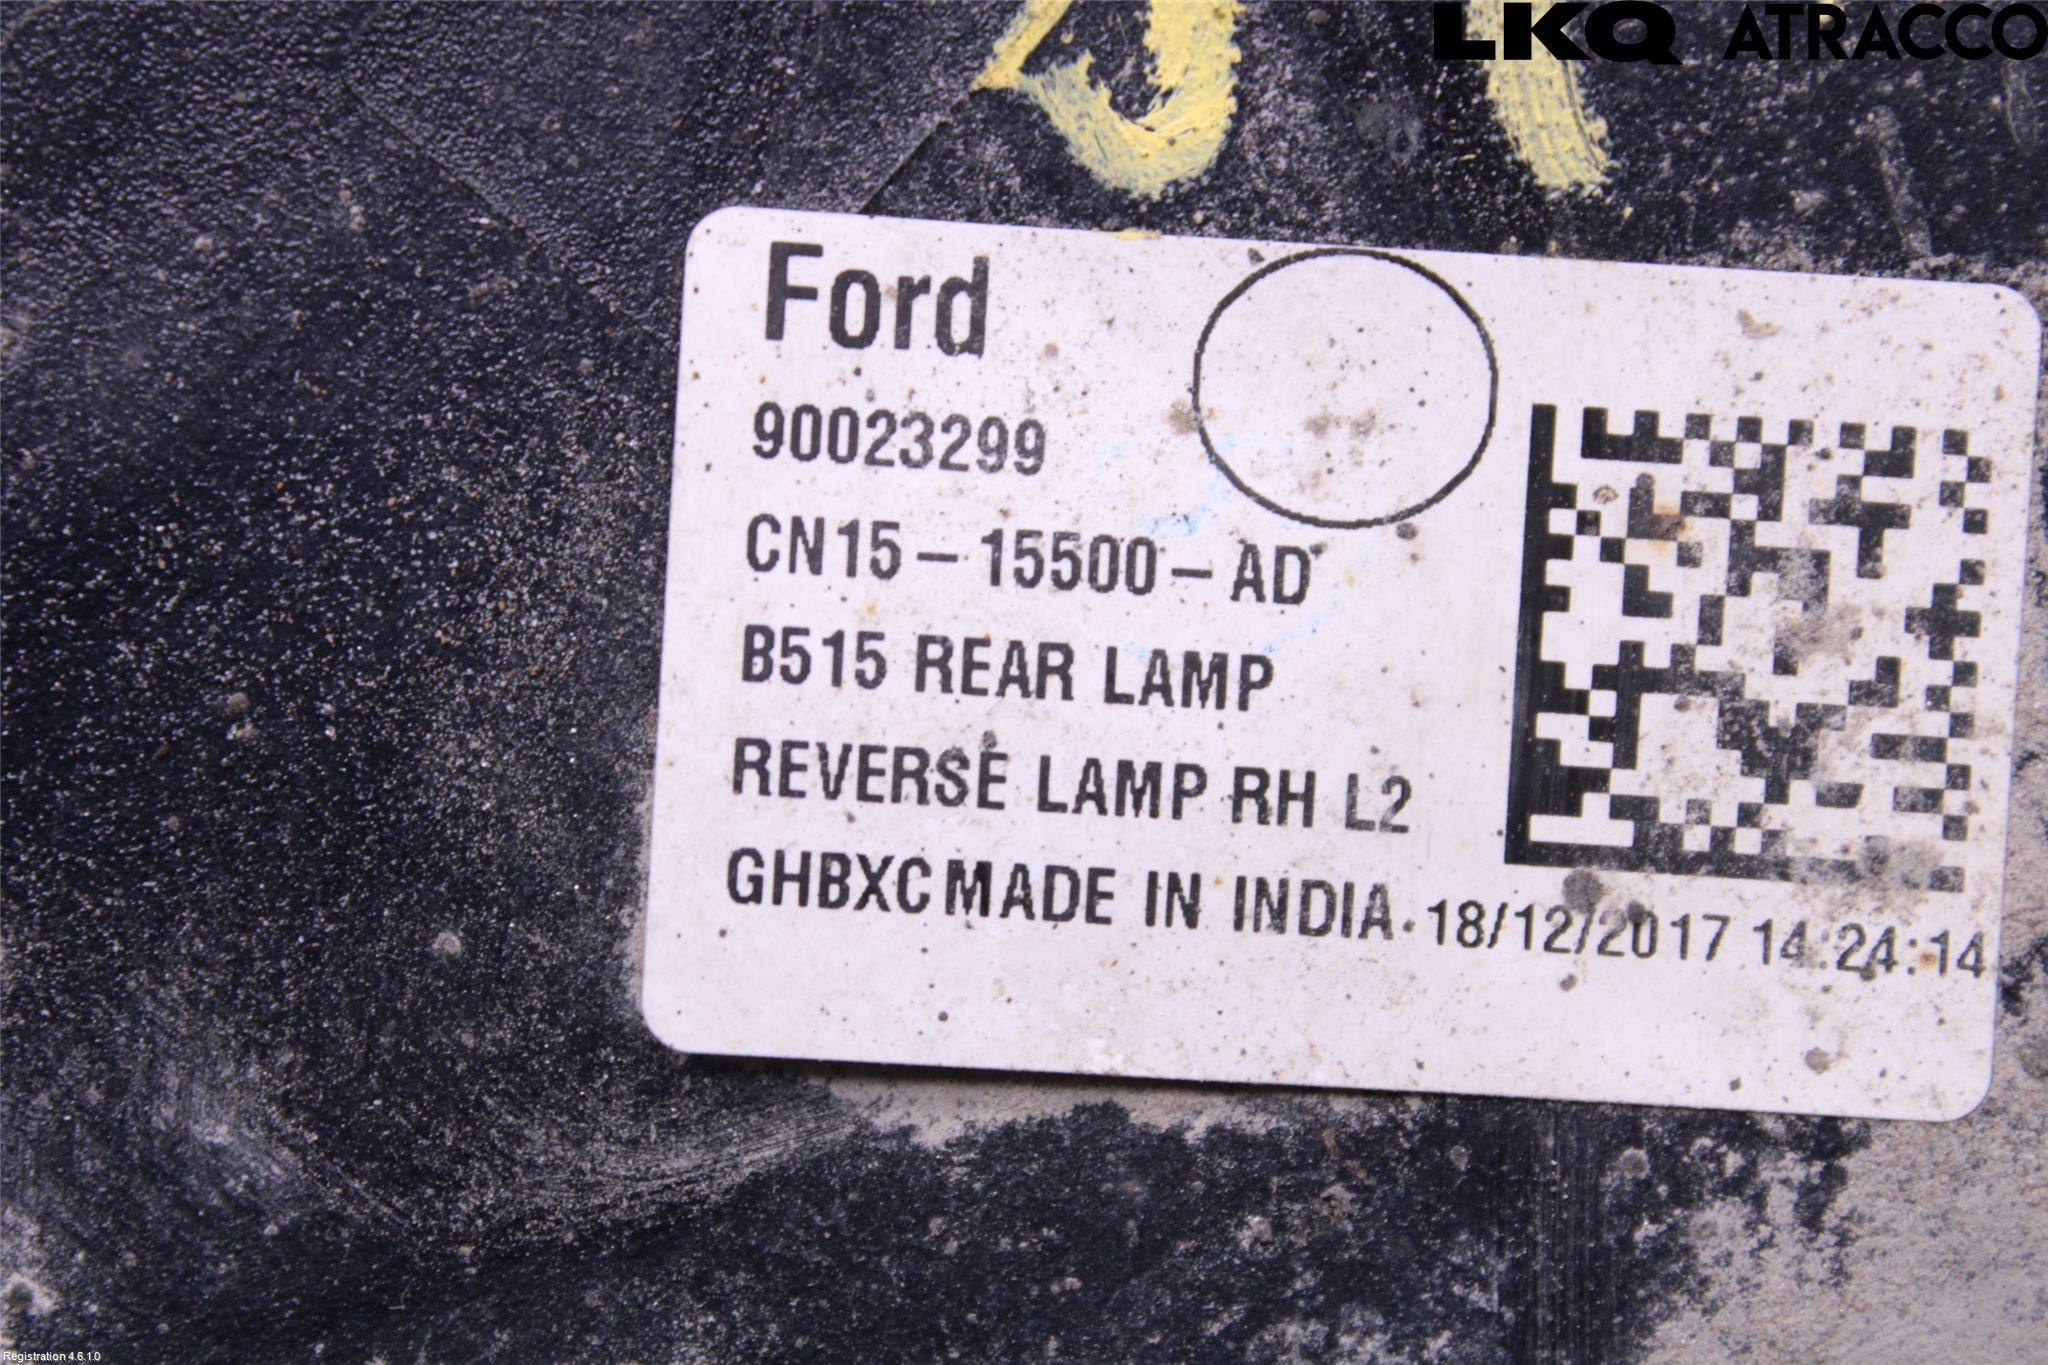 LKQ ATRACCO
Ford
90023299
CN15-15500-AD
B515 REAR LAMP
REVERSE LAMP RH L2
GHBXC MADE IN INDIA. 18/12/2017 14:24:14
Registration 4.6.1.0